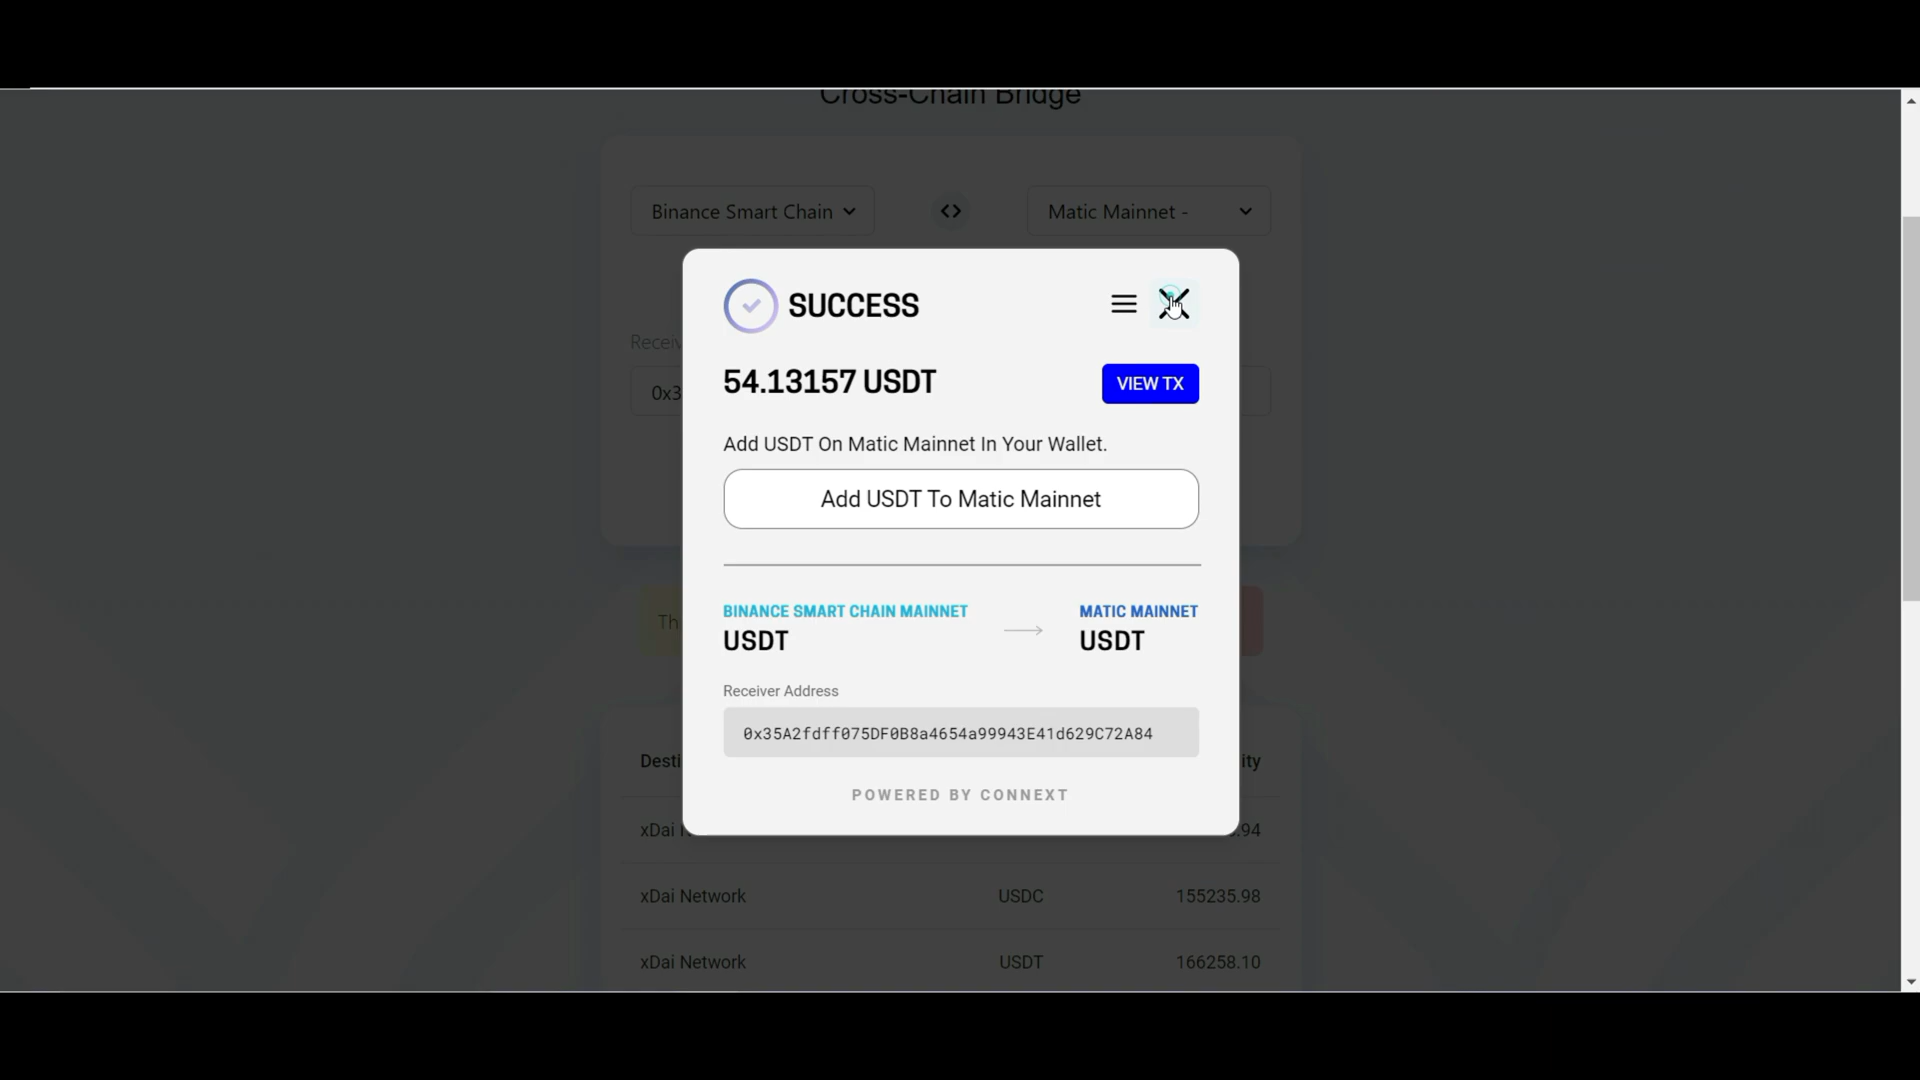 Cross-Chain Bridge
Binance Smart Chain
Matic Mainnet -
SUCCESS
54.13157 USDT
VIEW TX
Add USDT On Matic Mainnet In Your Wallet.
Add USDT To Matic Mainnet
BINANCE SMART CHAIN MAINNET
MATIC MAINNET
USDT
USDT
Receiver Address
0x35A2fdff075DF0B8a4654a99943E41d629C72A84
POWERED BY CONNEXT
xDai Network USDC 155235.98
xDai Network USDT 166258.10